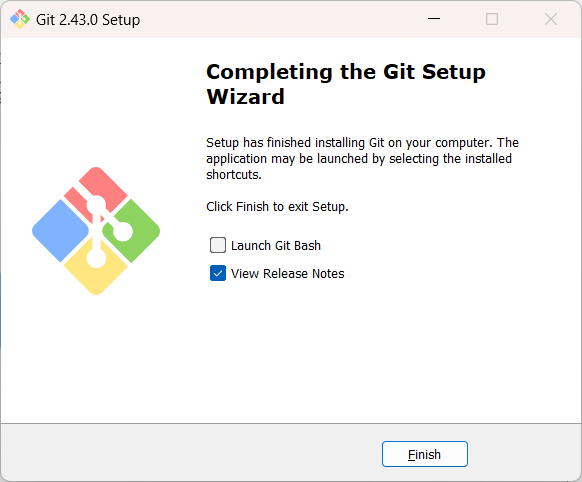 Git 2.43.0 Setup
Completing the Git Setup
Wizard
Setup has finished installing Git on your computer. The
application may be launched by selecting the installed
shortcuts.
Click Finish to exit Setup.
Launch Git Bash
View Release Notes
Finish